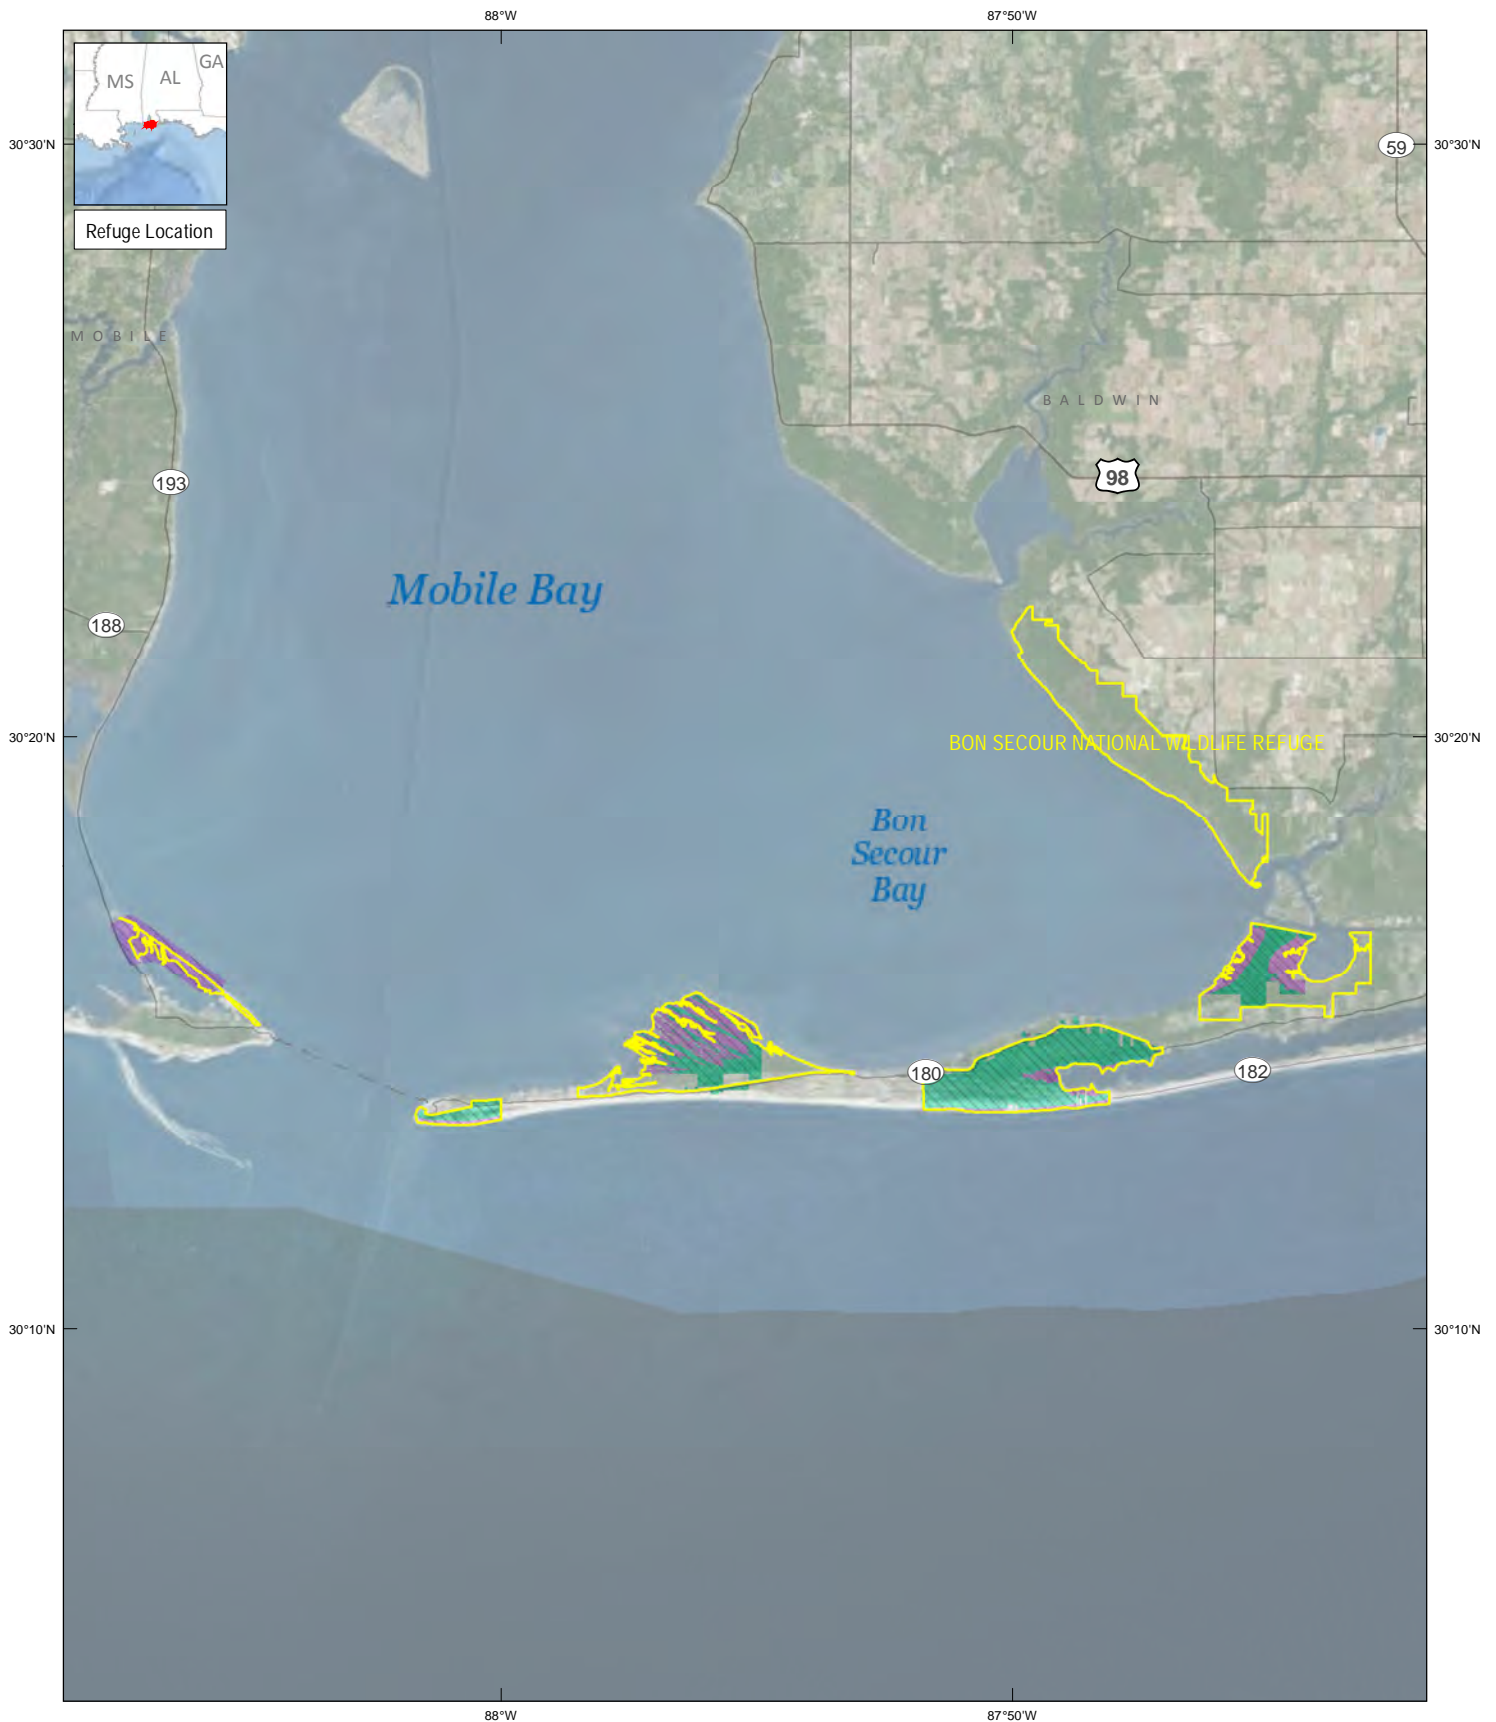 88°W
87°50'W
MS
AL
GA
30°30'N
59
30°30'N
Refuge Location
MOBILE
BALDWIN
98
193
Mobile Bay
188
30°20'N
BON SECOUR NATIONAL WILDLIFE REFUGE
30°20'N
Bon
Secour
Bay
180
182
30°10'N
30°10'N
88°W
87°50'W